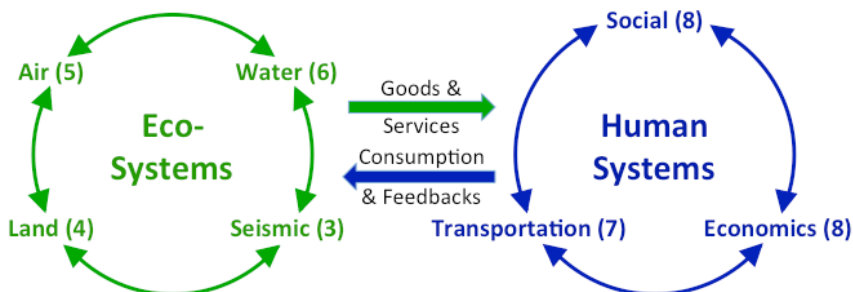 Social (8)
Air (5)
Water (6)
Goods &
Services
Eco-
Systems
Human
Systems
Consumption
& Feedbacks
Land (4)
Seismic (3)
Transportation (7)
Economics (8)